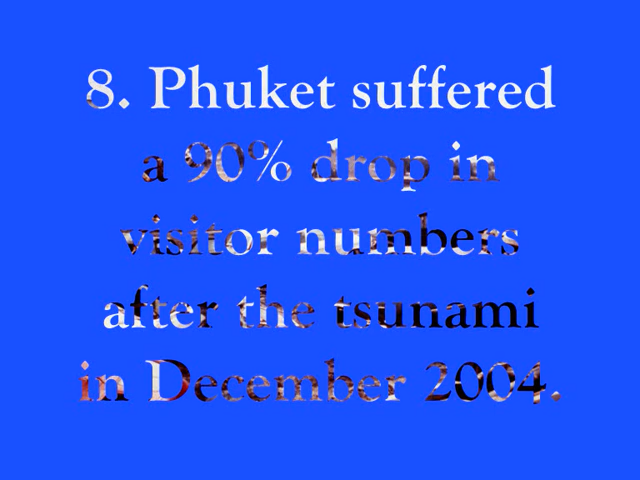 8. Phuket suffered
a 90% drop in
visitor numbers
after the tsunami
in December 2004.